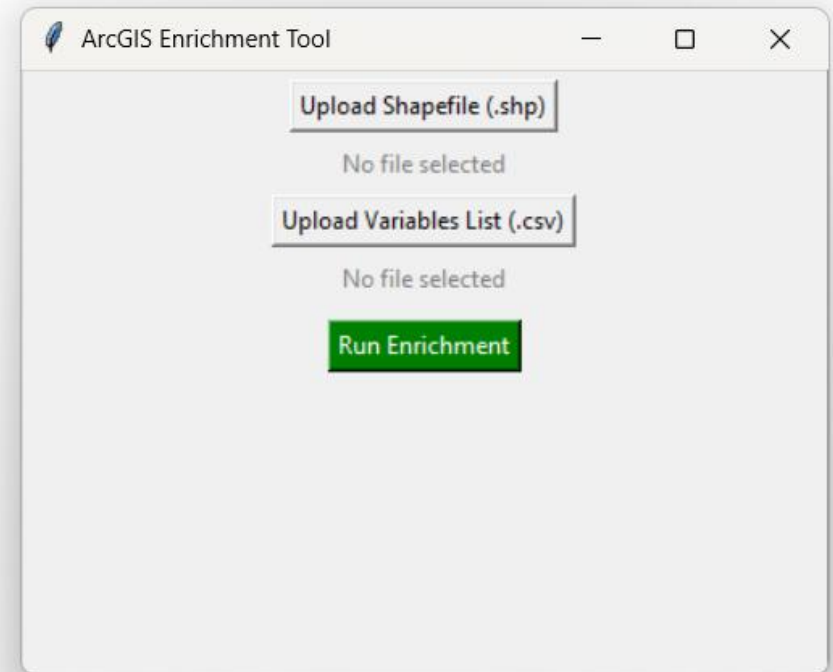 ArcGIS Enrichment Tool
Upload Shapefile (.shp)
No file selected
Upload Variables List (.csv)
No file selected
Run Enrichment